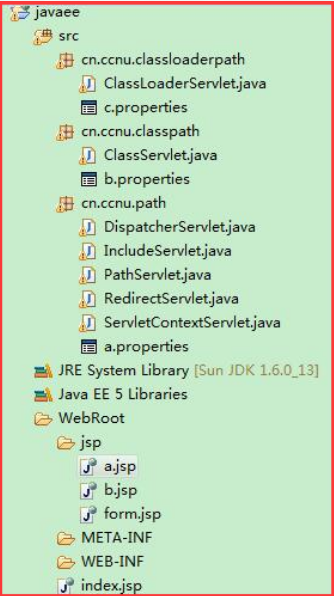 javaee
src
cn.ccnu.classloaderpath
ClassLoaderServlet.java
c.properties
cn.ccnu.classpath
ClassServlet.java
b.properties
cn.ccnu.path
DispatcherServlet.java
IncludeServlet.java
PathServlet.java
RedirectServlet.java
ServletContextServlet.java
a.properties
JRE System Library [Sun JDK 1.6.0_13]
Java EE 5 Libraries
WebRoot
jsp
a.jsp
b.jsp
form.jsp
META-INF
WEB-INF
index.jsp